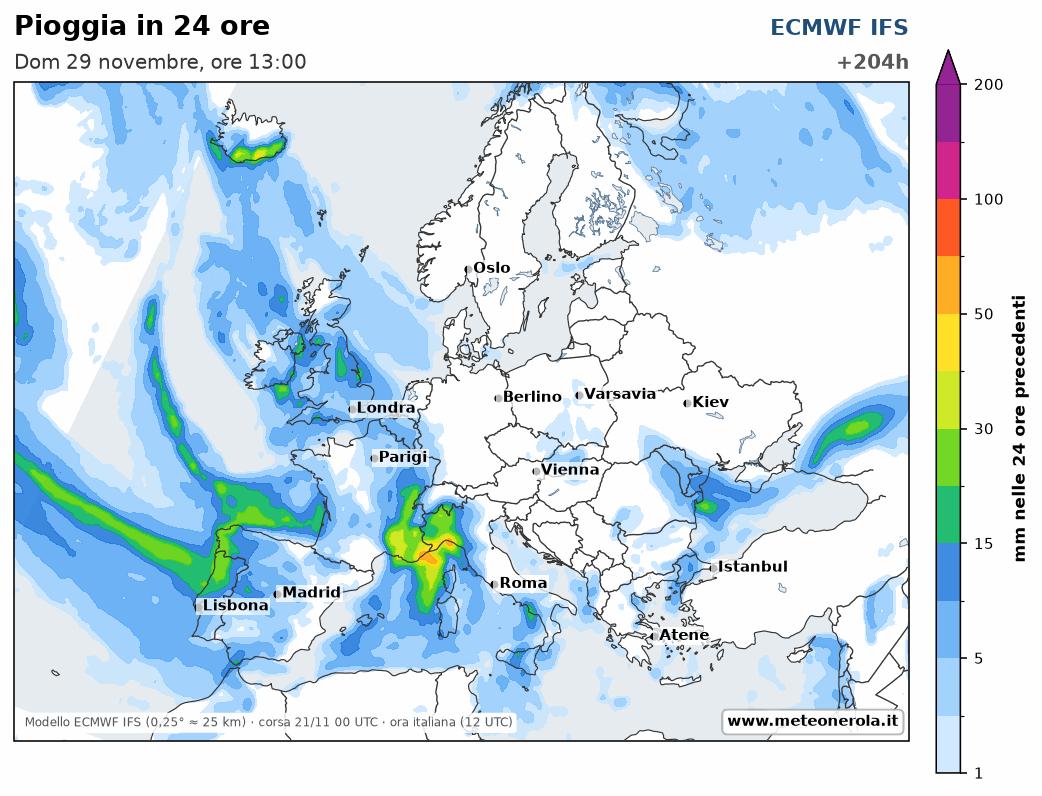 Pioggia in 24 ore
ECMWF IFS
Dom 29 novembre, ore 13:00
+204h
200
100
50
30
15
5
1
mm nelle 24 ore precedenti
Oslo
Berlino
Varsavia
Kiev
Londra
Parigi
Vienna
Istanbul
Roma
Madrid
Lisbona
Atene
Modello ECMWF IFS (0,25° ≈ 25 km) · corsa 21/11 00 UTC · ora italiana (12 UTC)
www.meteonerola.it